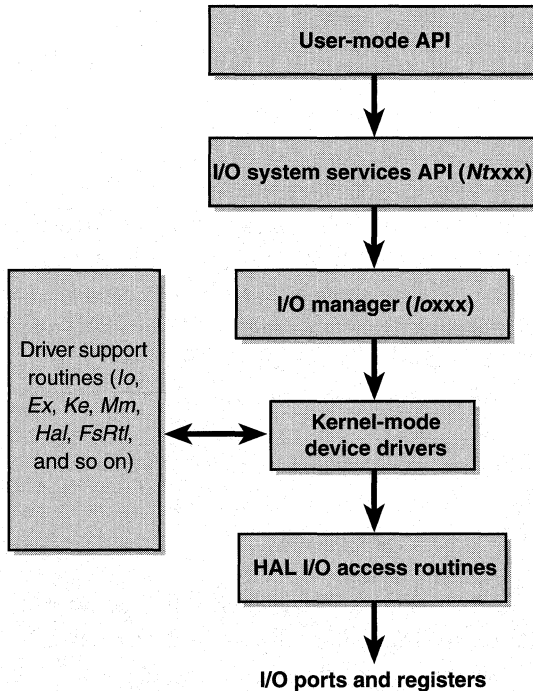 User-mode API
I/O system services API (Ntxxx)
I/O manager (Ioxxx)
Driver support
routines (Io,
Ex, Ke, Mm,
Hal, FsRtl,
and so on)
Kernel-mode
device drivers
HAL I/O access routines
I/O ports and registers